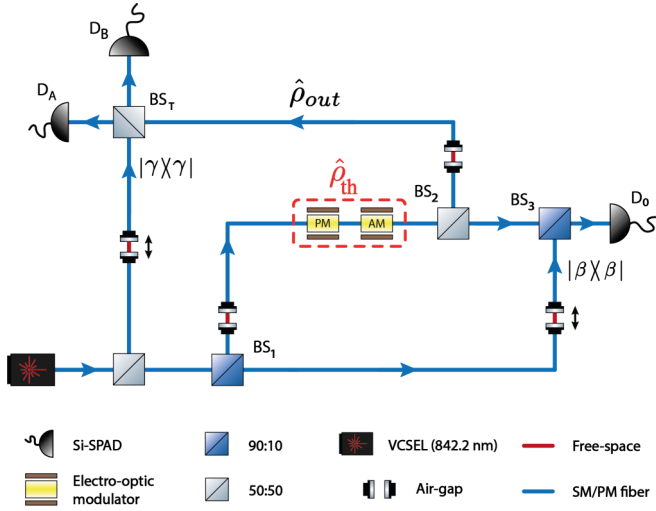 D_B
D_A
BS_T
ρ̂_out
|γ⟩⟨γ|
ρ̂_th
PM
AM
BS_2
BS_3
D_0
|β⟩⟨β|
BS_1
Si-SPAD
90:10
VCSEL (842.2 nm)
Free-space
Electro-optic
modulator
50:50
Air-gap
SM/PM fiber